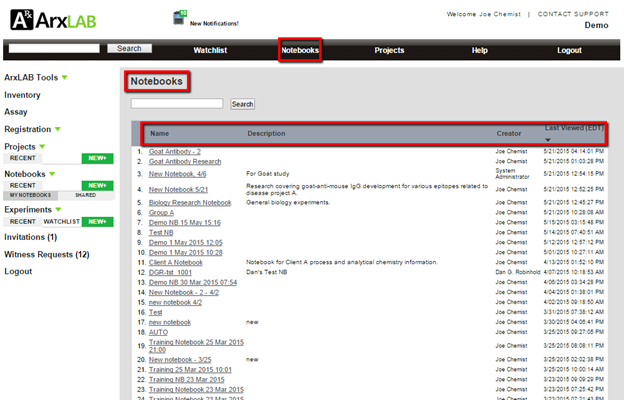 ArxLAB
New Notifications!
Welcome Joe Chemist | CONTACT SUPPORT
Demo
Search Watchlist Notebooks Projects Help Logout
ArxLAB Tools
Inventory
Assay
Registration
Projects
RECENT NEW+
Notebooks
RECENT NEW+
MY NOTEBOOKS SHARED
Experiments
RECENT WATCHLIST NEW+
Invitations (1)
Witness Requests (12)
Logout
Notebooks
Search
Name Description Creator Last Viewed (EDT)
1. Goat Antibody - 2 Joe Chemist 5/21/2015 04:14:01 PM
2. Goat Antibody Research Joe Chemist 5/21/2015 01:03:28 PM
3. New Notebook, 4/6 For Goat study System Administrator 5/21/2015 12:54:15 PM
4. New Notebook 5/21 Research covering goat-anti-mouse IgG development for various epitopes related to disease project A. Joe Chemist 5/21/2015 12:52:25 PM
5. Biology Research Notebook General biology experiments. Joe Chemist 5/21/2015 12:45:27 PM
6. Group A Joe Chemist 5/21/2015 10:28:08 AM
7. Demo NB 15 May 15:16 Joe Chemist 5/15/2015 03:15:48 PM
8. Test NB Joe Chemist 5/14/2015 07:40:51 AM
9. Demo 1 May 2015 12:05 Joe Chemist 5/12/2015 12:57:12 PM
10. Demo 1 May 2015 10:28 Joe Chemist 5/01/2015 10:27:11 AM
11. Client A Notebook Notebook for Client A process and analytical chemistry information. Joe Chemist 4/13/2015 01:52:10 PM
12. DGR-tst_1001 Dan's Test NB Dan G. Robinhold 4/07/2015 10:18:53 AM
13. Demo NB 30 Mar 2015 07:54 Joe Chemist 4/06/2015 03:34:28 PM
14. New Notebook - 2 - 4/2 Joe Chemist 4/04/2015 01:38:01 PM
15. new notebook 4/2 Joe Chemist 4/02/2015 09:18:50 AM
16. Test Joe Chemist 3/31/2015 07:38:12 AM
17. new notebook new Joe Chemist 3/30/2015 04:06:41 PM
18. AUTO Joe Chemist 3/25/2015 09:27:05 PM
19. Training Notebook 25 Mar 2015 21:00 Joe Chemist 3/25/2015 08:08:11 PM
20. New notebook - 3/25 new Joe Chemist 3/25/2015 02:02:38 PM
21. Training 25 Mar 2015 10:01 Joe Chemist 3/25/2015 10:00:14 AM
22. Training NB 23 Mar 2015 Joe Chemist 3/23/2015 09:09:29 PM
23. Training Notebook 23 Mar 2015 Joe Chemist 3/23/2015 07:25:42 PM
24. Training Notebook 23 Mar 2015 Joe Chemist 3/23/2015 07:21:43 PM